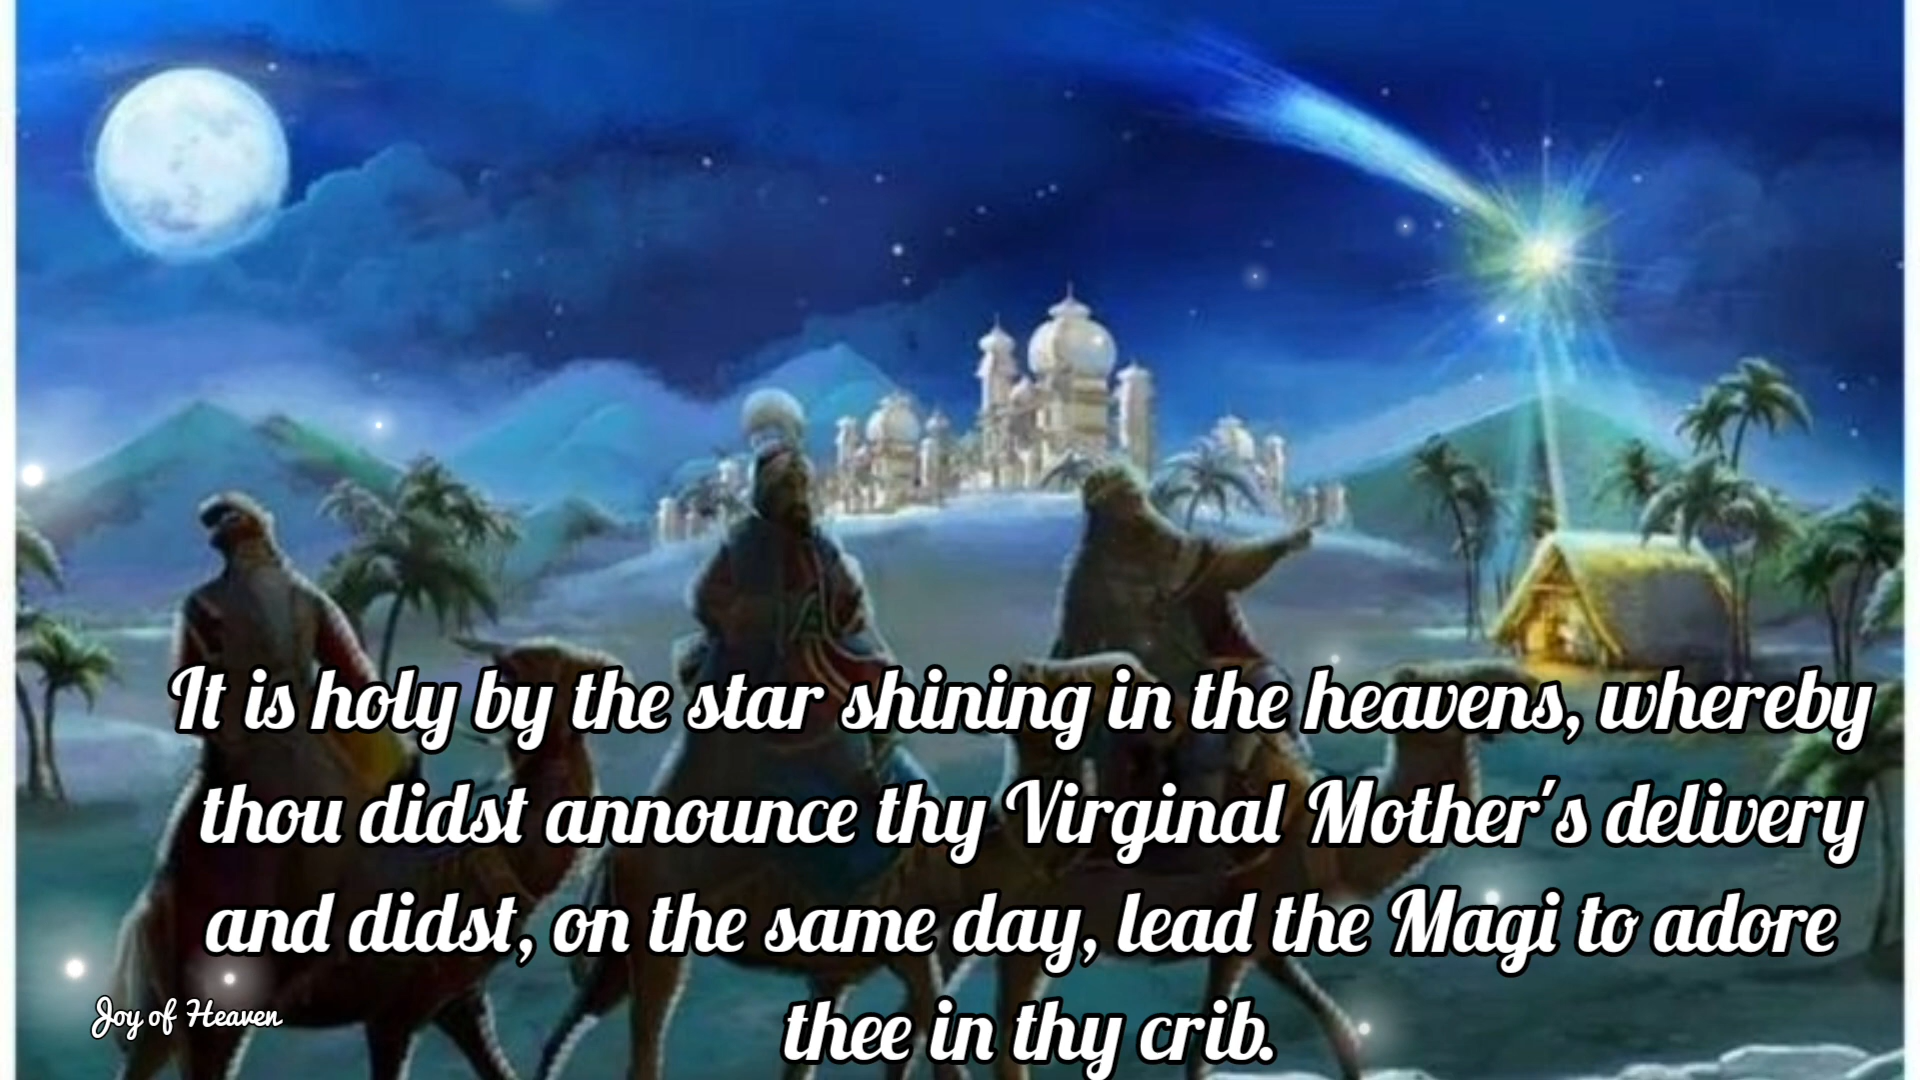 It is holy by the star shining in the heavens, whereby
thou didst announce thy Virginal Mother's delivery
and didst, on the same day, lead the Magi to adore
thee in thy crib.
Joy of Heaven